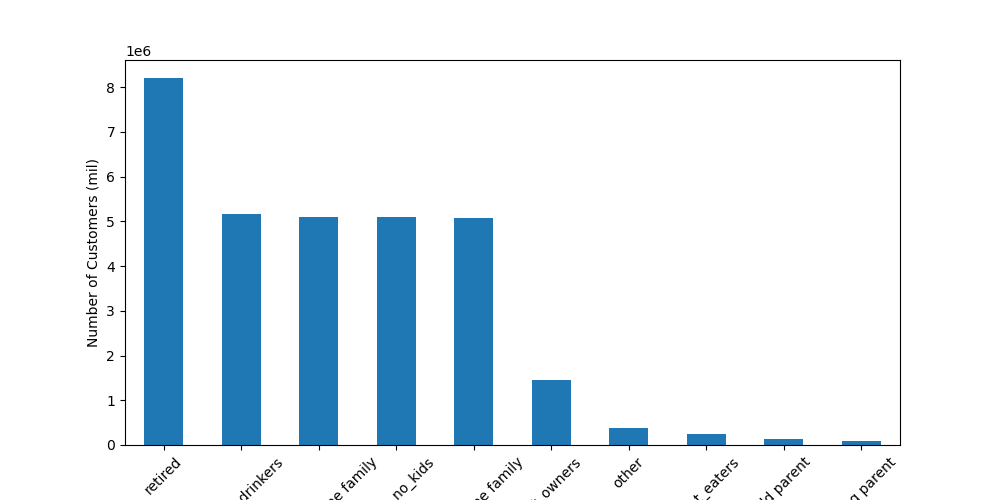 1e6
8
7
6
5
4
3
2
1
0
Number of Customers (mil)
retired
drinkers
family
no_kids
family
owners
other
eaters
parent
parent